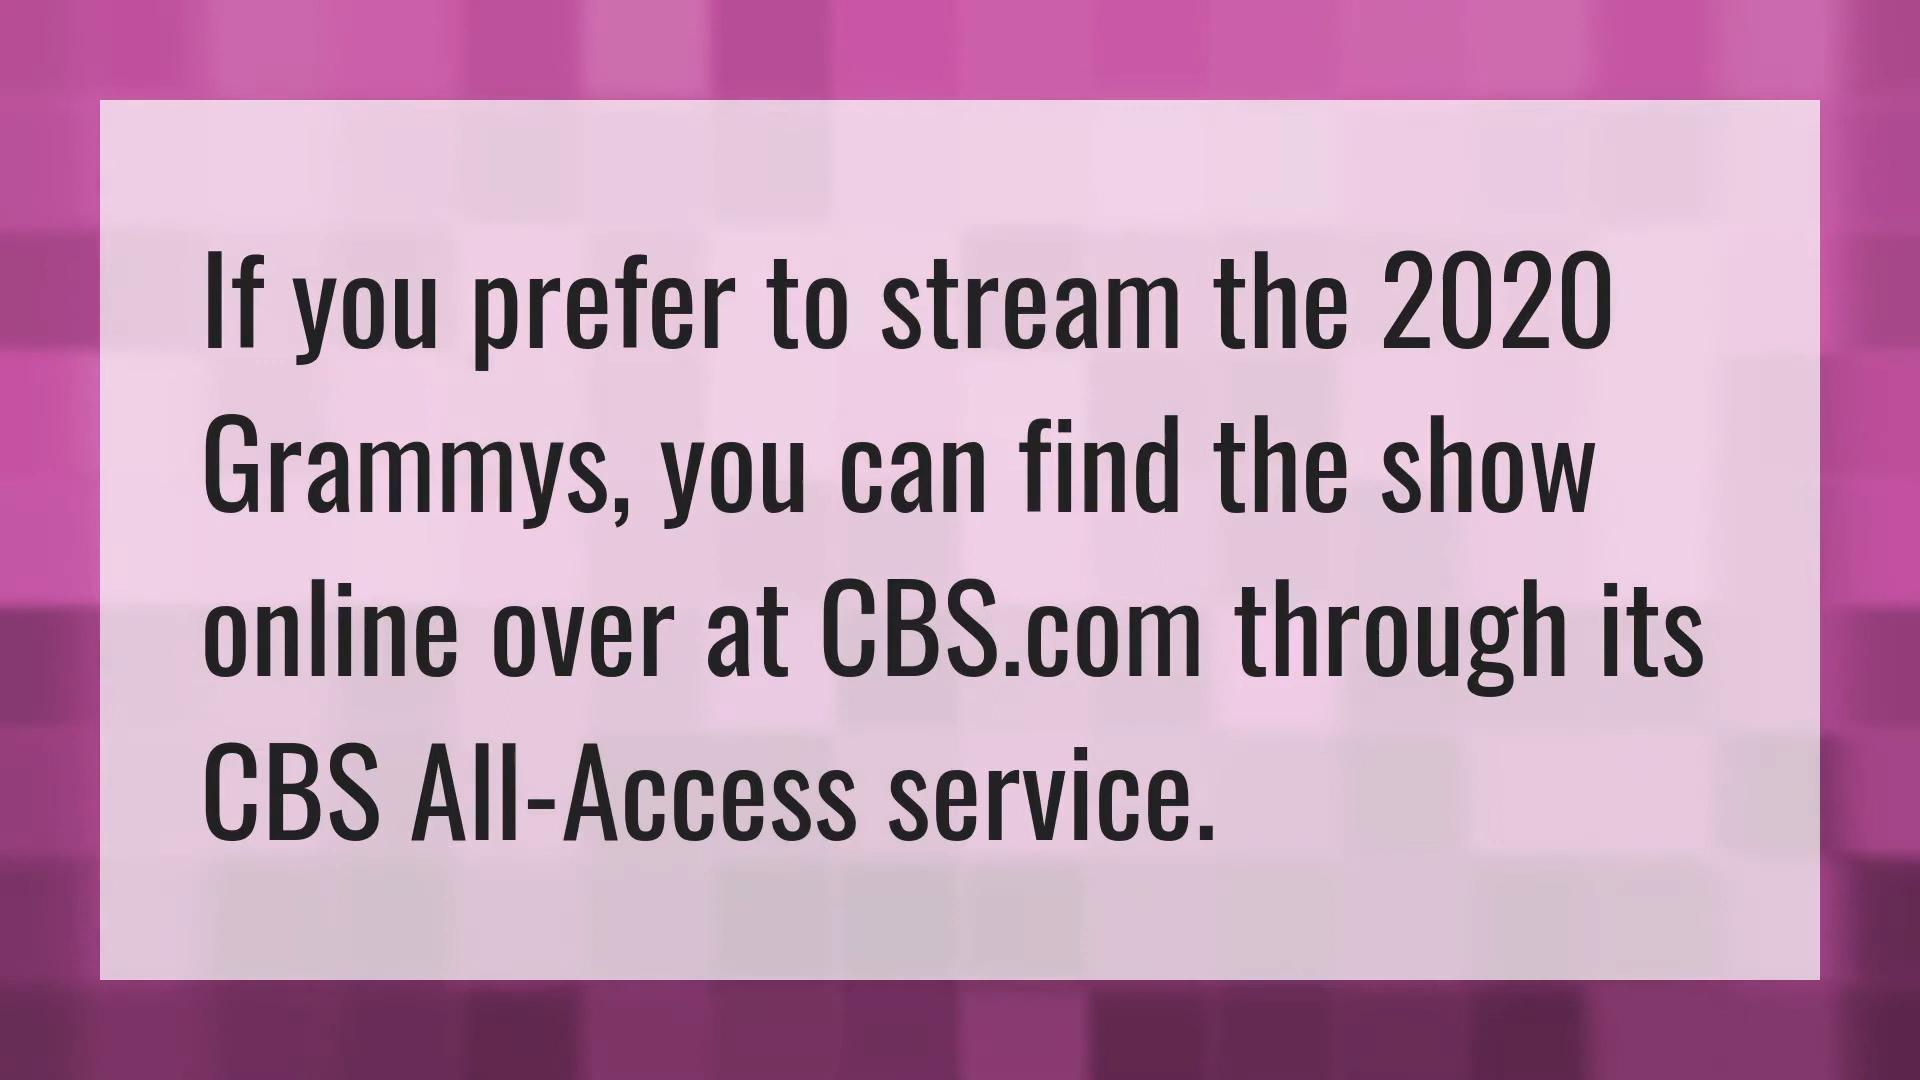 If you prefer to stream the 2020
Grammys, you can find the show
online over at CBS.com through its
CBS All-Access service.